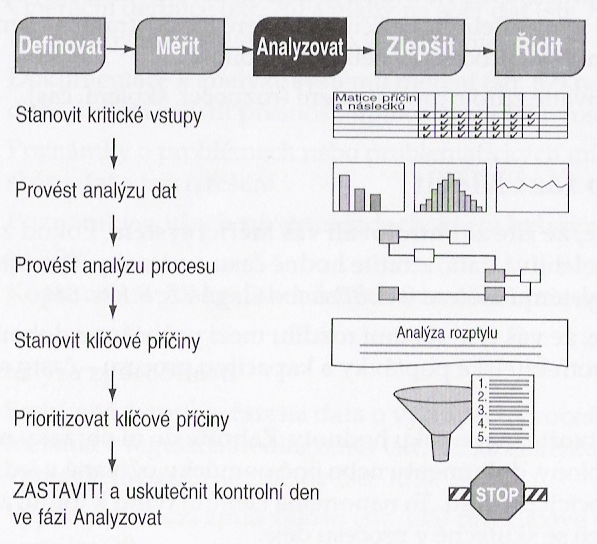 Definovat
Měřit
Analyzovat
Zlepšit
Řídit
Stanovit kritické vstupy
Matice příčin
a následků
Provést analýzu dat
Provést analýzu procesu
Stanovit klíčové příčiny
Analýza rozptylu
Prioritizovat klíčové příčiny
1.
2.
3.
4.
5.
ZASTAVIT! a uskutečnit kontrolní den
ve fázi Analyzovat
STOP